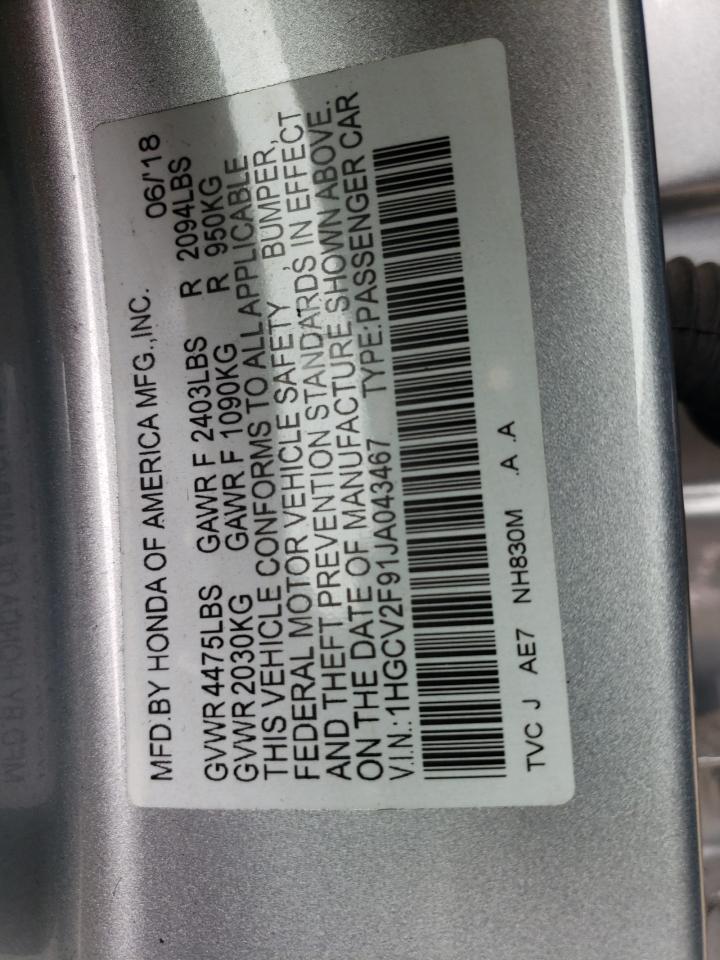 MFD.BY HONDA OF AMERICA MFG.,INC. 06/'18
GVWR 4475LBS GAWR F 2403LBS R 2094LBS
GVWR 2030KG GAWR F 1090KG R 950KG
THIS VEHICLE CONFORMS TO ALL APPLICABLE
FEDERAL MOTOR VEHICLE SAFETY, BUMPER,
AND THEFT PREVENTION STANDARDS IN EFFECT
ON THE DATE OF MANUFACTURE SHOWN ABOVE.
V.I.N.:1HGCV2F91JA043467 TYPE:PASSENGER CAR
TVC J AE7 NH830M .A .A